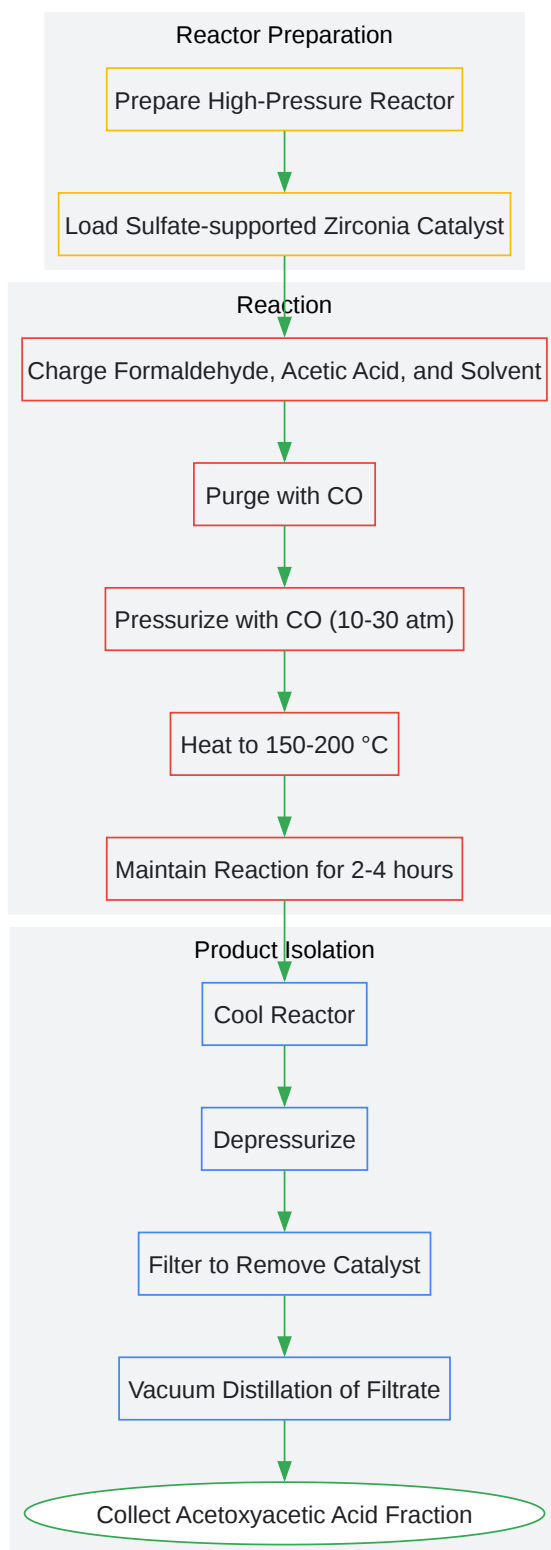 Reactor Preparation
Prepare High-Pressure Reactor
Load Sulfate-supported Zirconia Catalyst
Reaction
Charge Formaldehyde, Acetic Acid, and Solvent
Purge with CO
Pressurize with CO (10-30 atm)
Heat to 150-200 °C
Maintain Reaction for 2-4 hours
Product Isolation
Cool Reactor
Depressurize
Filter to Remove Catalyst
Vacuum Distillation of Filtrate
Collect Acetoxyacetic Acid Fraction